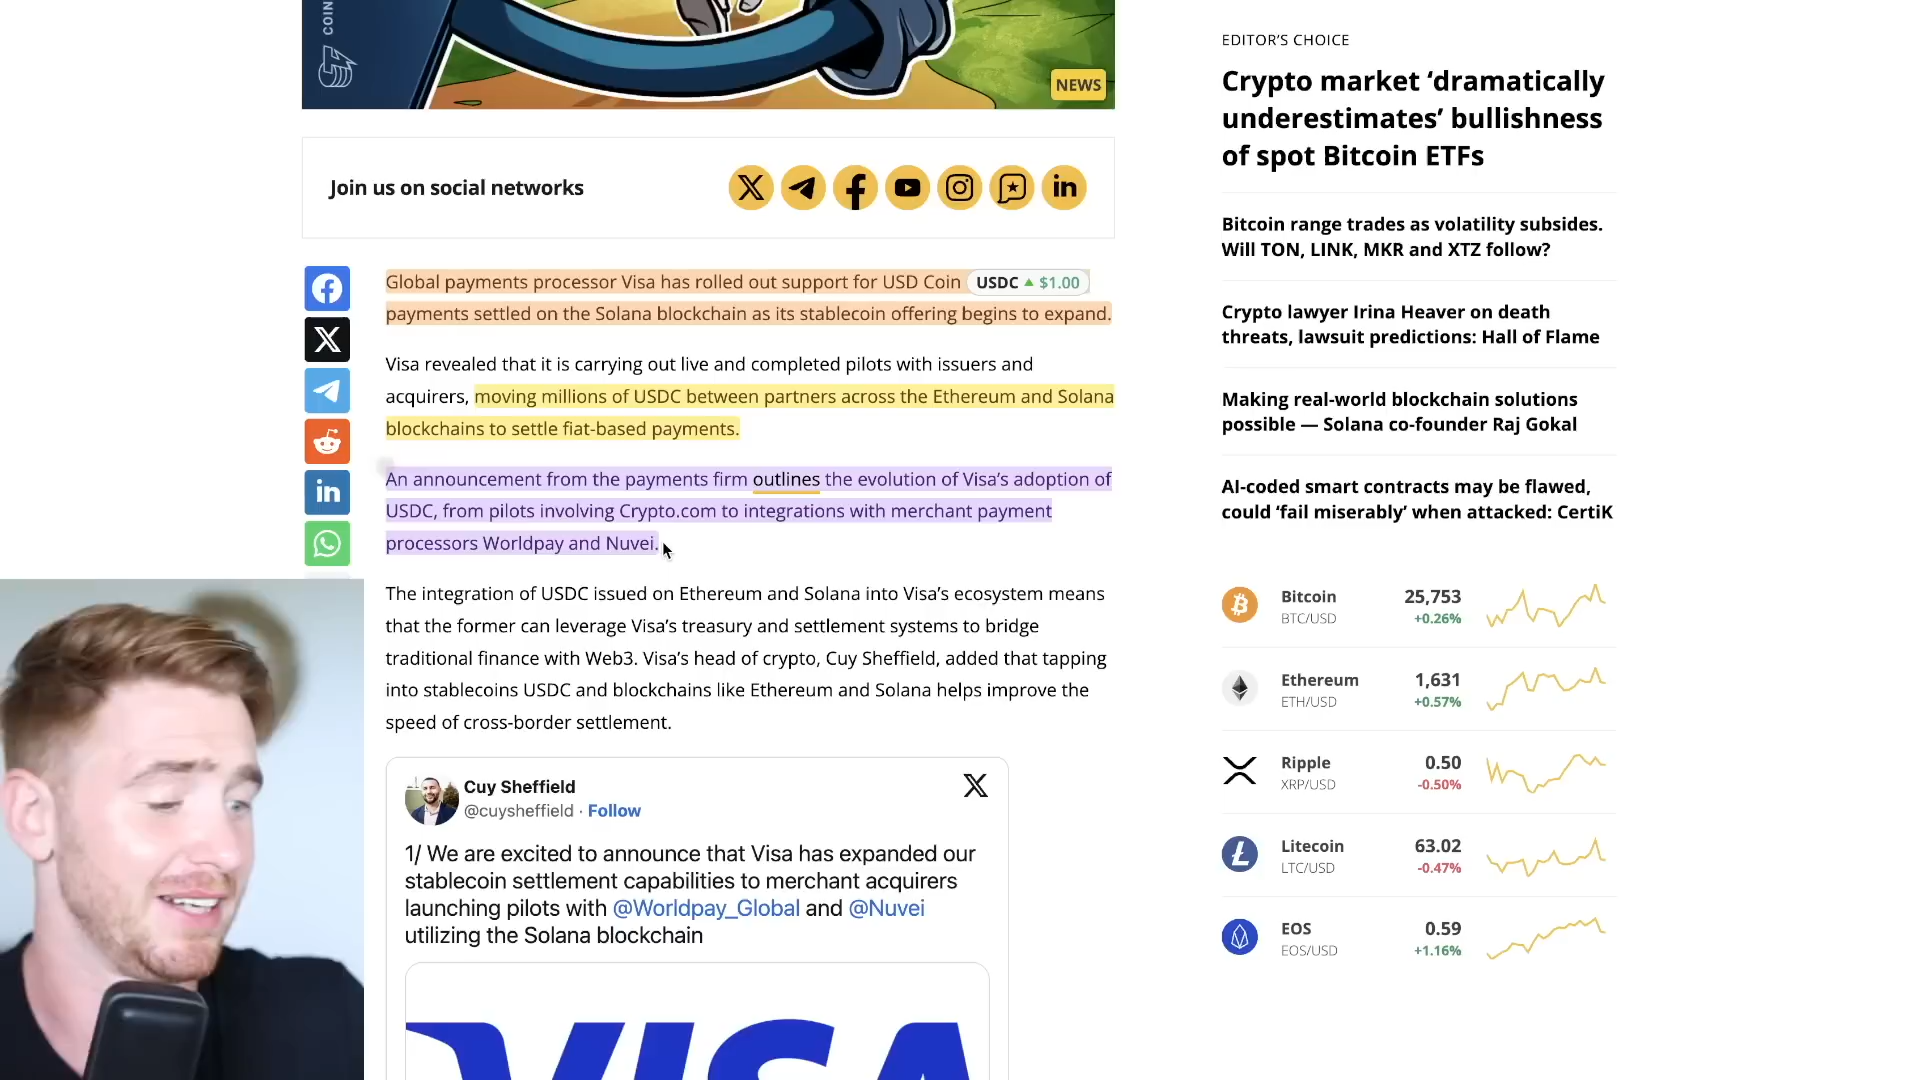 COIN
NEWS
Join us on social networks
Global payments processor Visa has rolled out support for USD Coin USDC $1.00
payments settled on the Solana blockchain as its stablecoin offering begins to expand.
Visa revealed that it is carrying out live and completed pilots with issuers and
acquirers, moving millions of USDC between partners across the Ethereum and Solana
blockchains to settle fiat-based payments.
An announcement from the payments firm outlines the evolution of Visa’s adoption of
USDC, from pilots involving Crypto.com to integrations with merchant payment
processors Worldpay and Nuvei.
The integration of USDC issued on Ethereum and Solana into Visa’s ecosystem means
that the former can leverage Visa’s treasury and settlement systems to bridge
traditional finance with Web3. Visa’s head of crypto, Cuy Sheffield, added that tapping
into stablecoins USDC and blockchains like Ethereum and Solana helps improve the
speed of cross-border settlement.
Cuy Sheffield
@cuysheffield · Follow
1/ We are excited to announce that Visa has expanded our
stablecoin settlement capabilities to merchant acquirers
launching pilots with @Worldpay_Global and @Nuvei
utilizing the Solana blockchain
VISA
EDITOR’S CHOICE
Crypto market ‘dramatically
underestimates’ bullishness
of spot Bitcoin ETFs
Bitcoin range trades as volatility subsides.
Will TON, LINK, MKR and XTZ follow?
Crypto lawyer Irina Heaver on death
threats, lawsuit predictions: Hall of Flame
Making real-world blockchain solutions
possible — Solana co-founder Raj Gokal
AI-coded smart contracts may be flawed,
could ‘fail miserably’ when attacked: CertiK
Bitcoin 25,753
BTC/USD +0.26%
Ethereum 1,631
ETH/USD +0.57%
Ripple 0.50
XRP/USD -0.50%
Litecoin 63.02
LTC/USD -0.47%
EOS 0.59
EOS/USD +1.16%